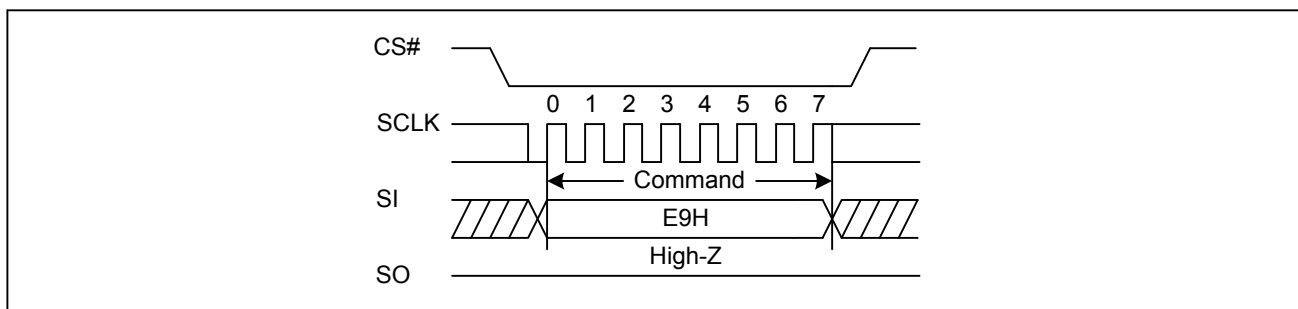 CS#
0 1 2 3 4 5 6 7
SCLK
Command
SI
E9H
High-Z
SO